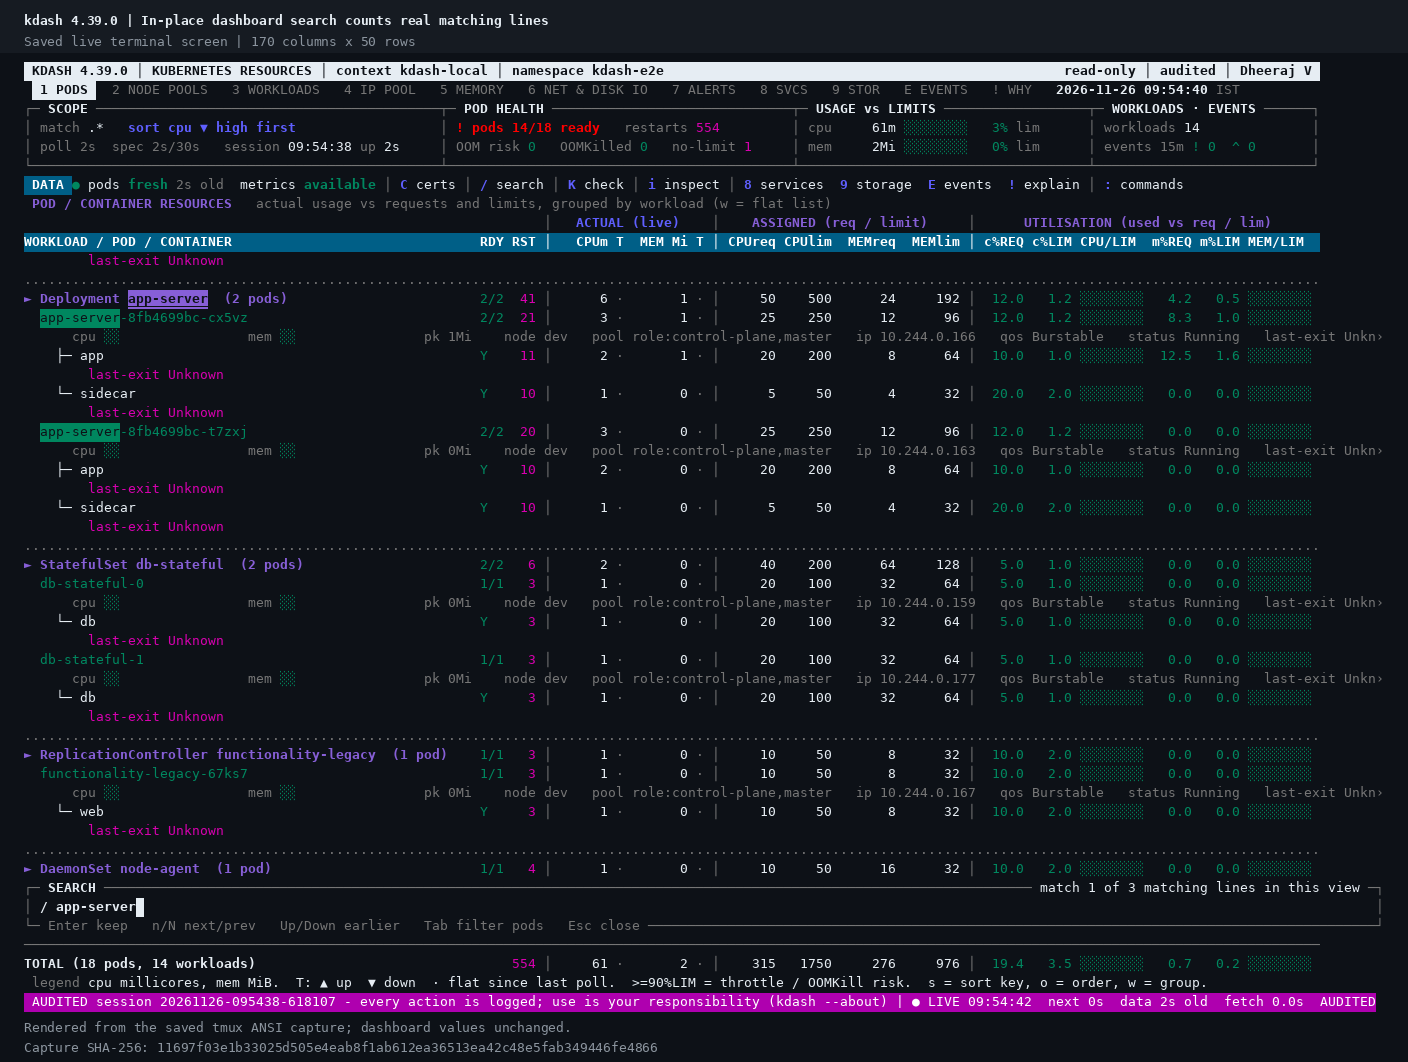 kdash 4.39.0 | In-place dashboard search counts real matching lines
Saved live terminal screen | 170 columns x 50 rows
KDASH 4.39.0 │ KUBERNETES RESOURCES │ context kdash-local │ namespace kdash-e2e read-only │ audited │ Dheeraj V
1 PODS 2 NODE POOLS 3 WORKLOADS 4 IP POOL 5 MEMORY 6 NET & DISK IO 7 ALERTS 8 SVCS 9 STOR E EVENTS ! WHY 2026-11-26 09:54:40 IST
SCOPE POD HEALTH USAGE vs LIMITS WORKLOADS · EVENTS
│ match .* sort cpu ▼ high first │ ! pods 14/18 ready restarts 554 │ cpu 61m ░░░░░░░░ 3% lim │ workloads 14 │
│ poll 2s spec 2s/30s session 09:54:38 up 2s │ OOM risk 0 OOMKilled 0 no-limit 1 │ mem 2Mi ░░░░░░░░ 0% lim │ events 15m ! 0 ^ 0 │
DATA ● pods fresh 2s old metrics available │ C certs │ / search │ K check │ i inspect │ 8 services 9 storage E events ! explain │ : commands
POD / CONTAINER RESOURCES actual usage vs requests and limits, grouped by workload (w = flat list)
│ ACTUAL (live) │ ASSIGNED (req / limit) │ UTILISATION (used vs req / lim)
WORKLOAD / POD / CONTAINER RDY RST │ CPUm T MEM Mi T │ CPUreq CPUlim MEMreq MEMlim │ c%REQ c%LIM CPU/LIM m%REQ m%LIM MEM/LIM
last-exit Unknown
► Deployment app-server (2 pods) 2/2 41 │ 6 · 1 · │ 50 500 24 192 │ 12.0 1.2 ░░░░░░░░ 4.2 0.5 ░░░░░░░░
app-server-8fb4699bc-cx5vz 2/2 21 │ 3 · 1 · │ 25 250 12 96 │ 12.0 1.2 ░░░░░░░░ 8.3 1.0 ░░░░░░░░
cpu ░░ mem ░░ pk 1Mi node dev pool role:control-plane,master ip 10.244.0.166 qos Burstable status Running last-exit Unkn›
├─ app Y 11 │ 2 · 1 · │ 20 200 8 64 │ 10.0 1.0 ░░░░░░░░ 12.5 1.6 ░░░░░░░░
last-exit Unknown
└─ sidecar Y 10 │ 1 · 0 · │ 5 50 4 32 │ 20.0 2.0 ░░░░░░░░ 0.0 0.0 ░░░░░░░░
last-exit Unknown
app-server-8fb4699bc-t7zxj 2/2 20 │ 3 · 0 · │ 25 250 12 96 │ 12.0 1.2 ░░░░░░░░ 0.0 0.0 ░░░░░░░░
cpu ░░ mem ░░ pk 0Mi node dev pool role:control-plane,master ip 10.244.0.163 qos Burstable status Running last-exit Unkn›
├─ app Y 10 │ 2 · 0 · │ 20 200 8 64 │ 10.0 1.0 ░░░░░░░░ 0.0 0.0 ░░░░░░░░
last-exit Unknown
└─ sidecar Y 10 │ 1 · 0 · │ 5 50 4 32 │ 20.0 2.0 ░░░░░░░░ 0.0 0.0 ░░░░░░░░
last-exit Unknown
► StatefulSet db-stateful (2 pods) 2/2 6 │ 2 · 0 · │ 40 200 64 128 │ 5.0 1.0 ░░░░░░░░ 0.0 0.0 ░░░░░░░░
db-stateful-0 1/1 3 │ 1 · 0 · │ 20 100 32 64 │ 5.0 1.0 ░░░░░░░░ 0.0 0.0 ░░░░░░░░
cpu ░░ mem ░░ pk 0Mi node dev pool role:control-plane,master ip 10.244.0.159 qos Burstable status Running last-exit Unkn›
└─ db Y 3 │ 1 · 0 · │ 20 100 32 64 │ 5.0 1.0 ░░░░░░░░ 0.0 0.0 ░░░░░░░░
last-exit Unknown
db-stateful-1 1/1 3 │ 1 · 0 · │ 20 100 32 64 │ 5.0 1.0 ░░░░░░░░ 0.0 0.0 ░░░░░░░░
cpu ░░ mem ░░ pk 0Mi node dev pool role:control-plane,master ip 10.244.0.177 qos Burstable status Running last-exit Unkn›
└─ db Y 3 │ 1 · 0 · │ 20 100 32 64 │ 5.0 1.0 ░░░░░░░░ 0.0 0.0 ░░░░░░░░
last-exit Unknown
► ReplicationController functionality-legacy (1 pod) 1/1 3 │ 1 · 0 · │ 10 50 8 32 │ 10.0 2.0 ░░░░░░░░ 0.0 0.0 ░░░░░░░░
functionality-legacy-67ks7 1/1 3 │ 1 · 0 · │ 10 50 8 32 │ 10.0 2.0 ░░░░░░░░ 0.0 0.0 ░░░░░░░░
cpu ░░ mem ░░ pk 0Mi node dev pool role:control-plane,master ip 10.244.0.167 qos Burstable status Running last-exit Unkn›
└─ web Y 3 │ 1 · 0 · │ 10 50 8 32 │ 10.0 2.0 ░░░░░░░░ 0.0 0.0 ░░░░░░░░
last-exit Unknown
► DaemonSet node-agent (1 pod) 1/1 4 │ 1 · 0 · │ 10 50 16 32 │ 10.0 2.0 ░░░░░░░░ 0.0 0.0 ░░░░░░░░
SEARCH match 1 of 3 matching lines in this view
│ / app-server │
Enter keep n/N next/prev Up/Down earlier Tab filter pods Esc close
TOTAL (18 pods, 14 workloads) 554 │ 61 · 2 · │ 315 1750 276 976 │ 19.4 3.5 ░░░░░░░░ 0.7 0.2 ░░░░░░░░
legend cpu millicores, mem MiB. T: ▲ up ▼ down · flat since last poll. >=90%LIM = throttle / OOMKill risk. s = sort key, o = order, w = group.
AUDITED session 20261126-095438-618107 - every action is logged; use is your responsibility (kdash --about) | ● LIVE 09:54:42 next 0s data 2s old fetch 0.0s AUDITED
Rendered from the saved tmux ANSI capture; dashboard values unchanged.
Capture SHA-256: 11697f03e1b33025d505e4eab8f1ab612ea36513ea42c48e5fab349446fe4866